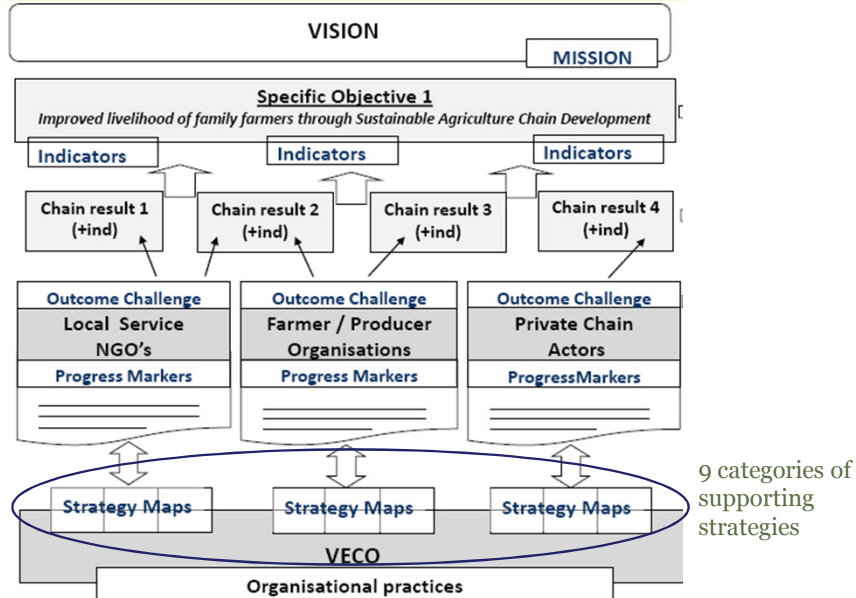 VISION
MISSION
Specific Objective 1
Improved livelihood of family farmers through Sustainable Agriculture Chain Development
Indicators
Indicators
Indicators
Chain result 1
(+ind)
Chain result 2
(+ind)
Chain result 3
(+ind)
Chain result 4
(+ind)
Outcome Challenge
Local Service
NGO's
Progress Markers
Outcome Challenge
Farmer / Producer
Organisations
Progress Markers
Outcome Challenge
Private Chain
Actors
ProgressMarkers
Strategy Maps
Strategy Maps
Strategy Maps
9 categories of
supporting
strategies
VECO
Organisational practices